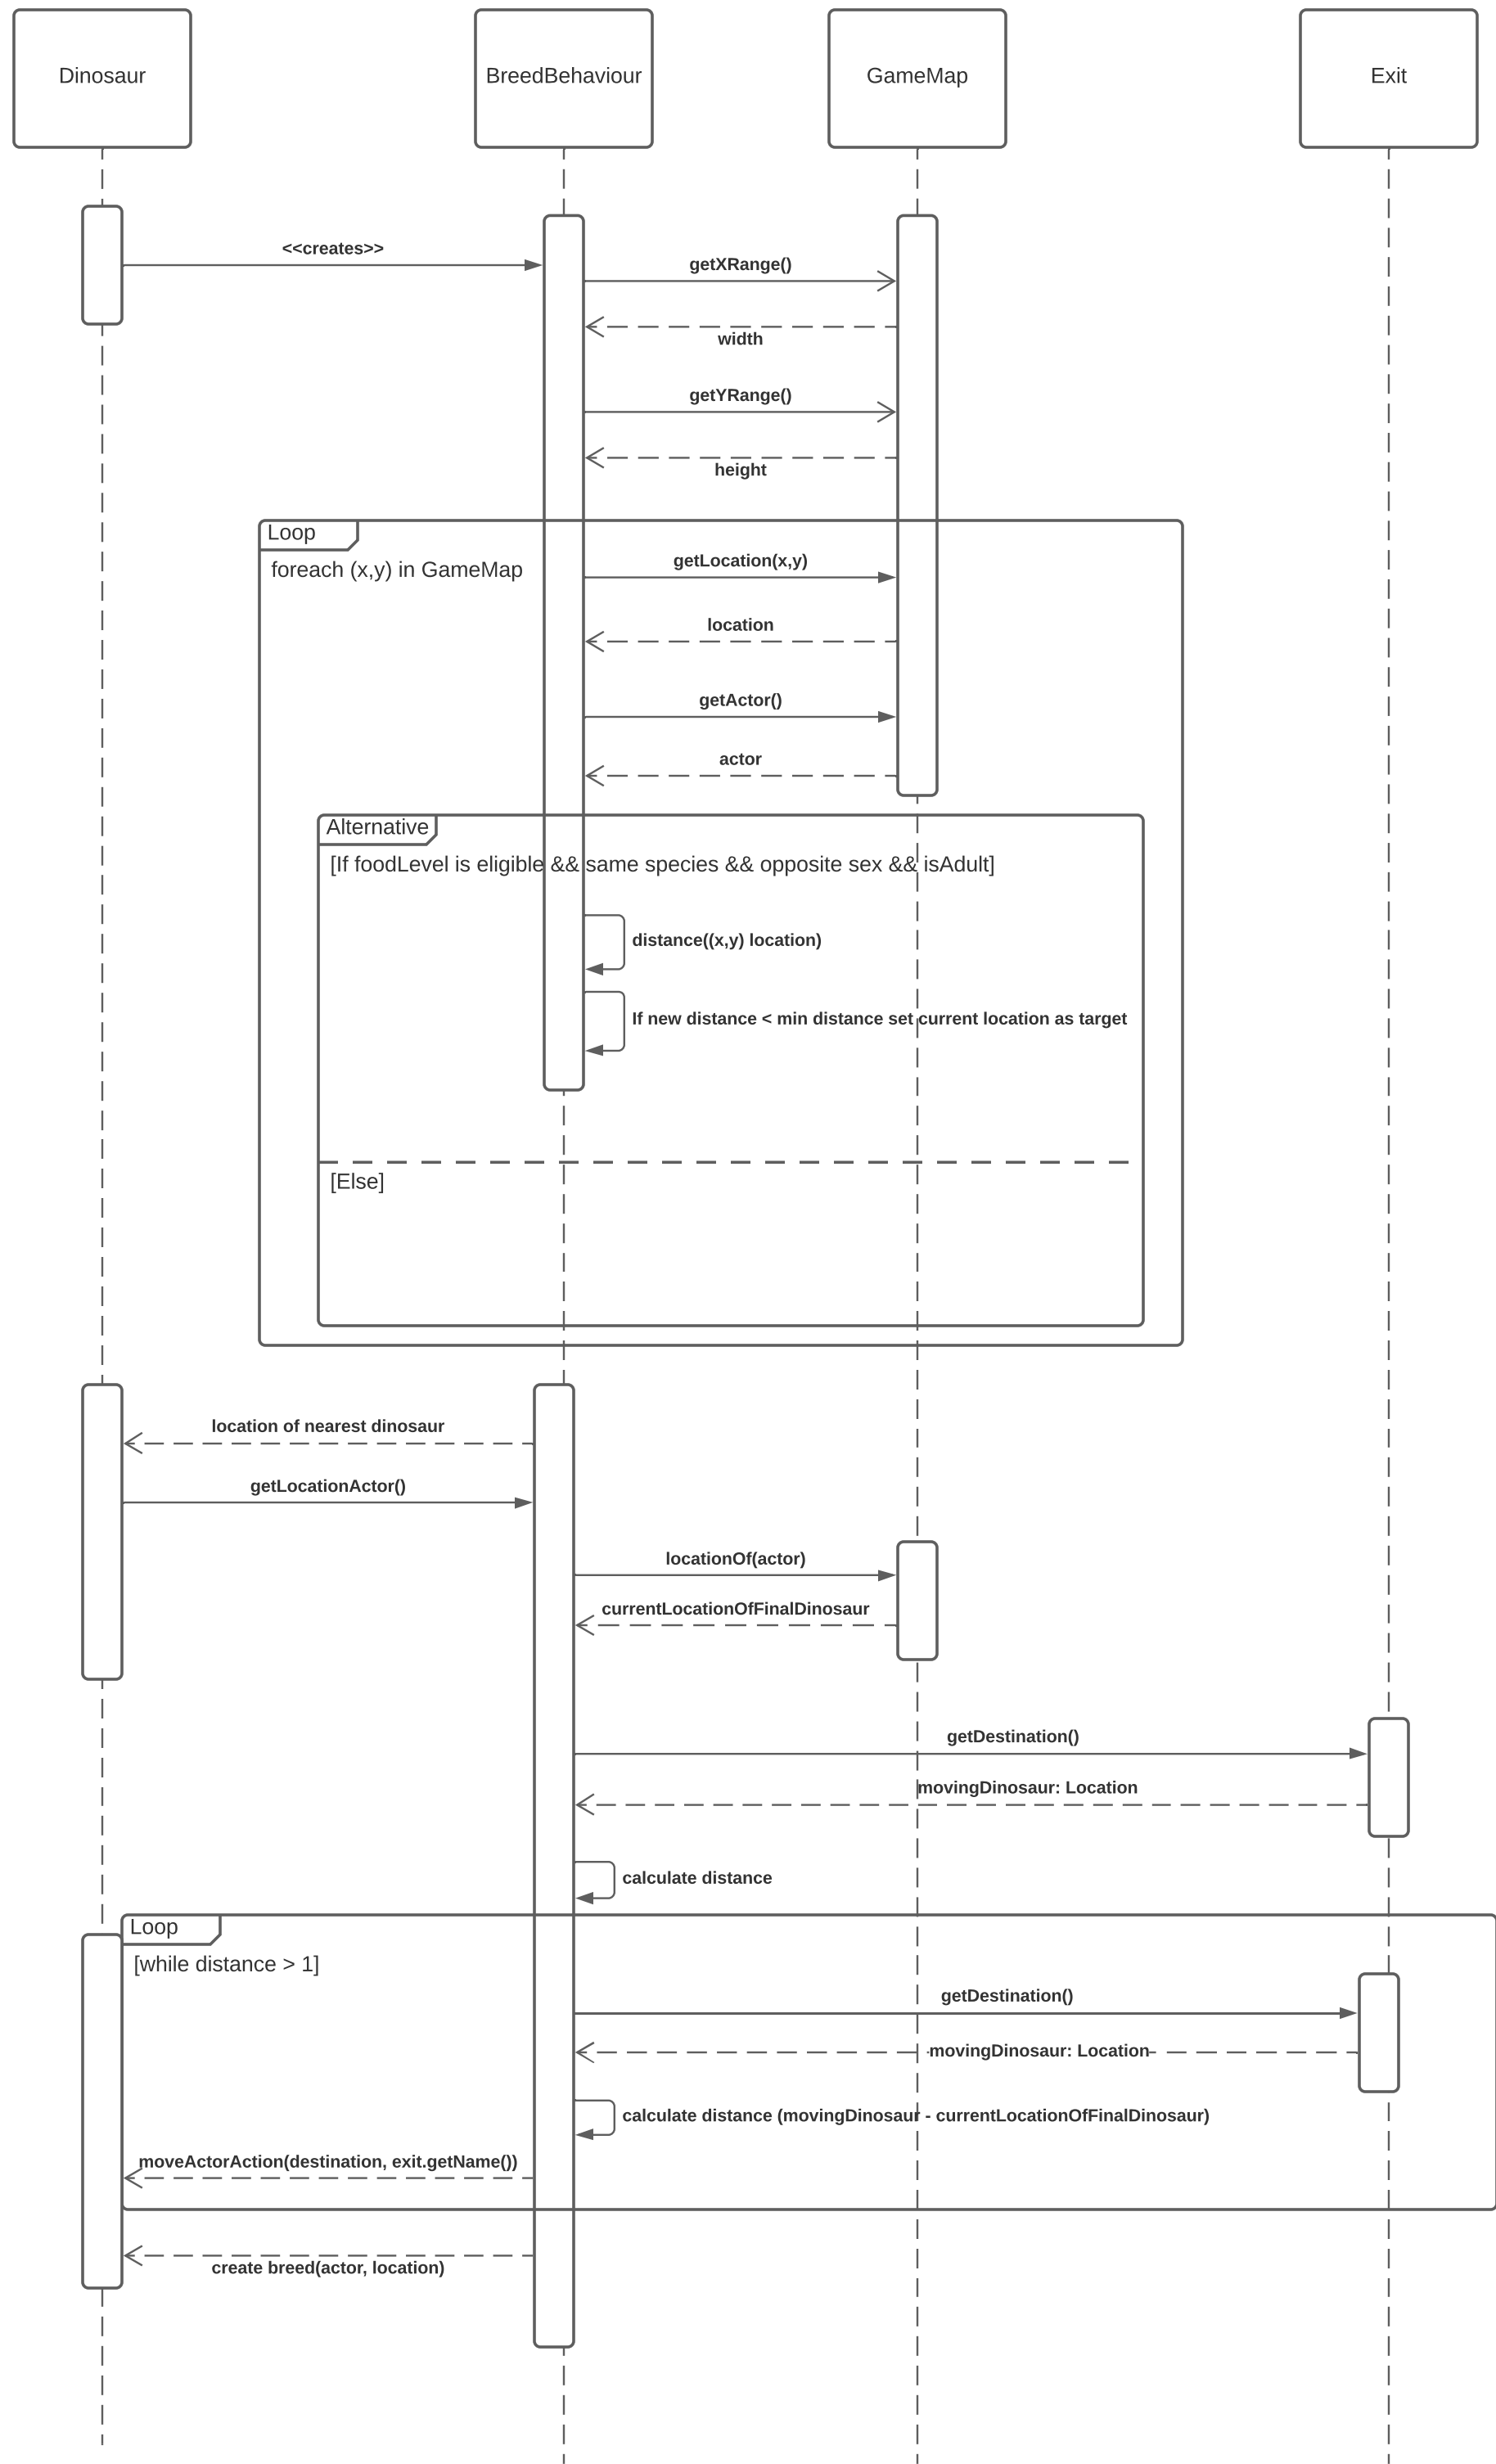 Dinosaur
BreedBehaviour
GameMap
Exit
<<creates>>
getXRange()
width
getYRange()
height
Loop
foreach (x,y) in GameMap
getLocation(x,y)
location
getActor()
actor
Alternative
[If foodLevel is eligible && same species && opposite sex && isAdult]
distance((x,y) location)
If new distance < min distance set current location as target
[Else]
location of nearest dinosaur
getLocationActor()
locationOf(actor)
currentLocationOfFinalDinosaur
getDestination()
movingDinosaur: Location
calculate distance
Loop
[while distance > 1]
getDestination()
movingDinosaur: Location
calculate distance (movingDinosaur - currentLocationOfFinalDinosaur)
moveActorAction(destination, exit.getName())
create breed(actor, location)